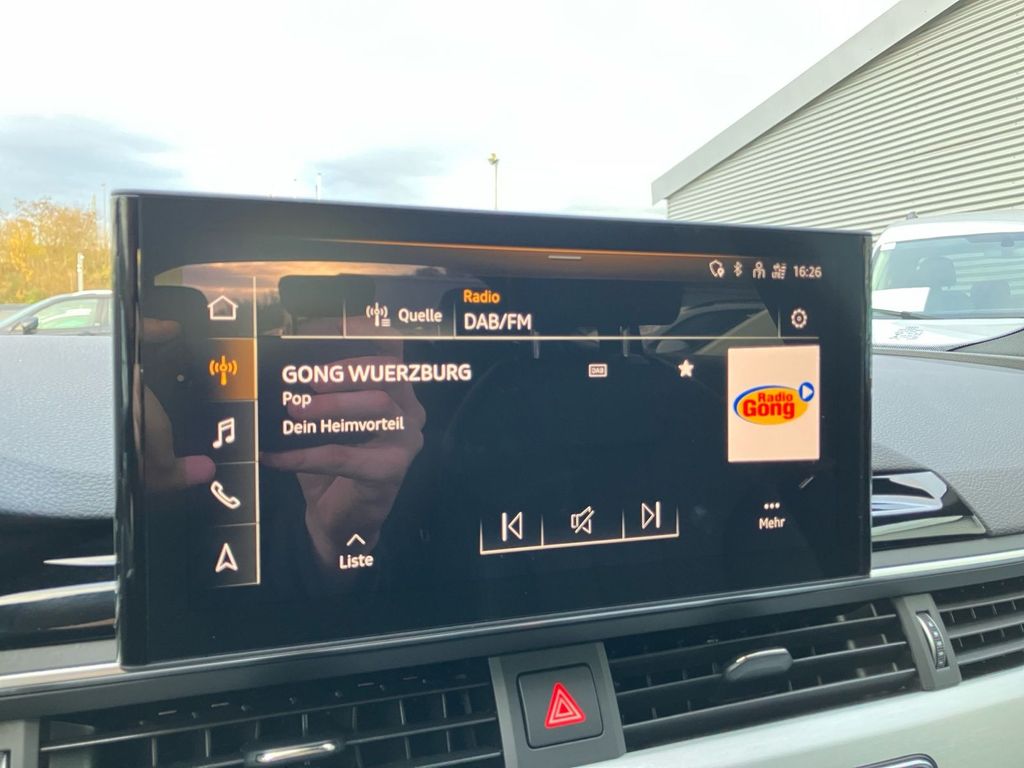 16:26
Quelle
Radio
DAB/FM
GONG WUERZBURG
DAB
Pop
Dein Heimvorteil
Radio
Gong
Liste
Mehr